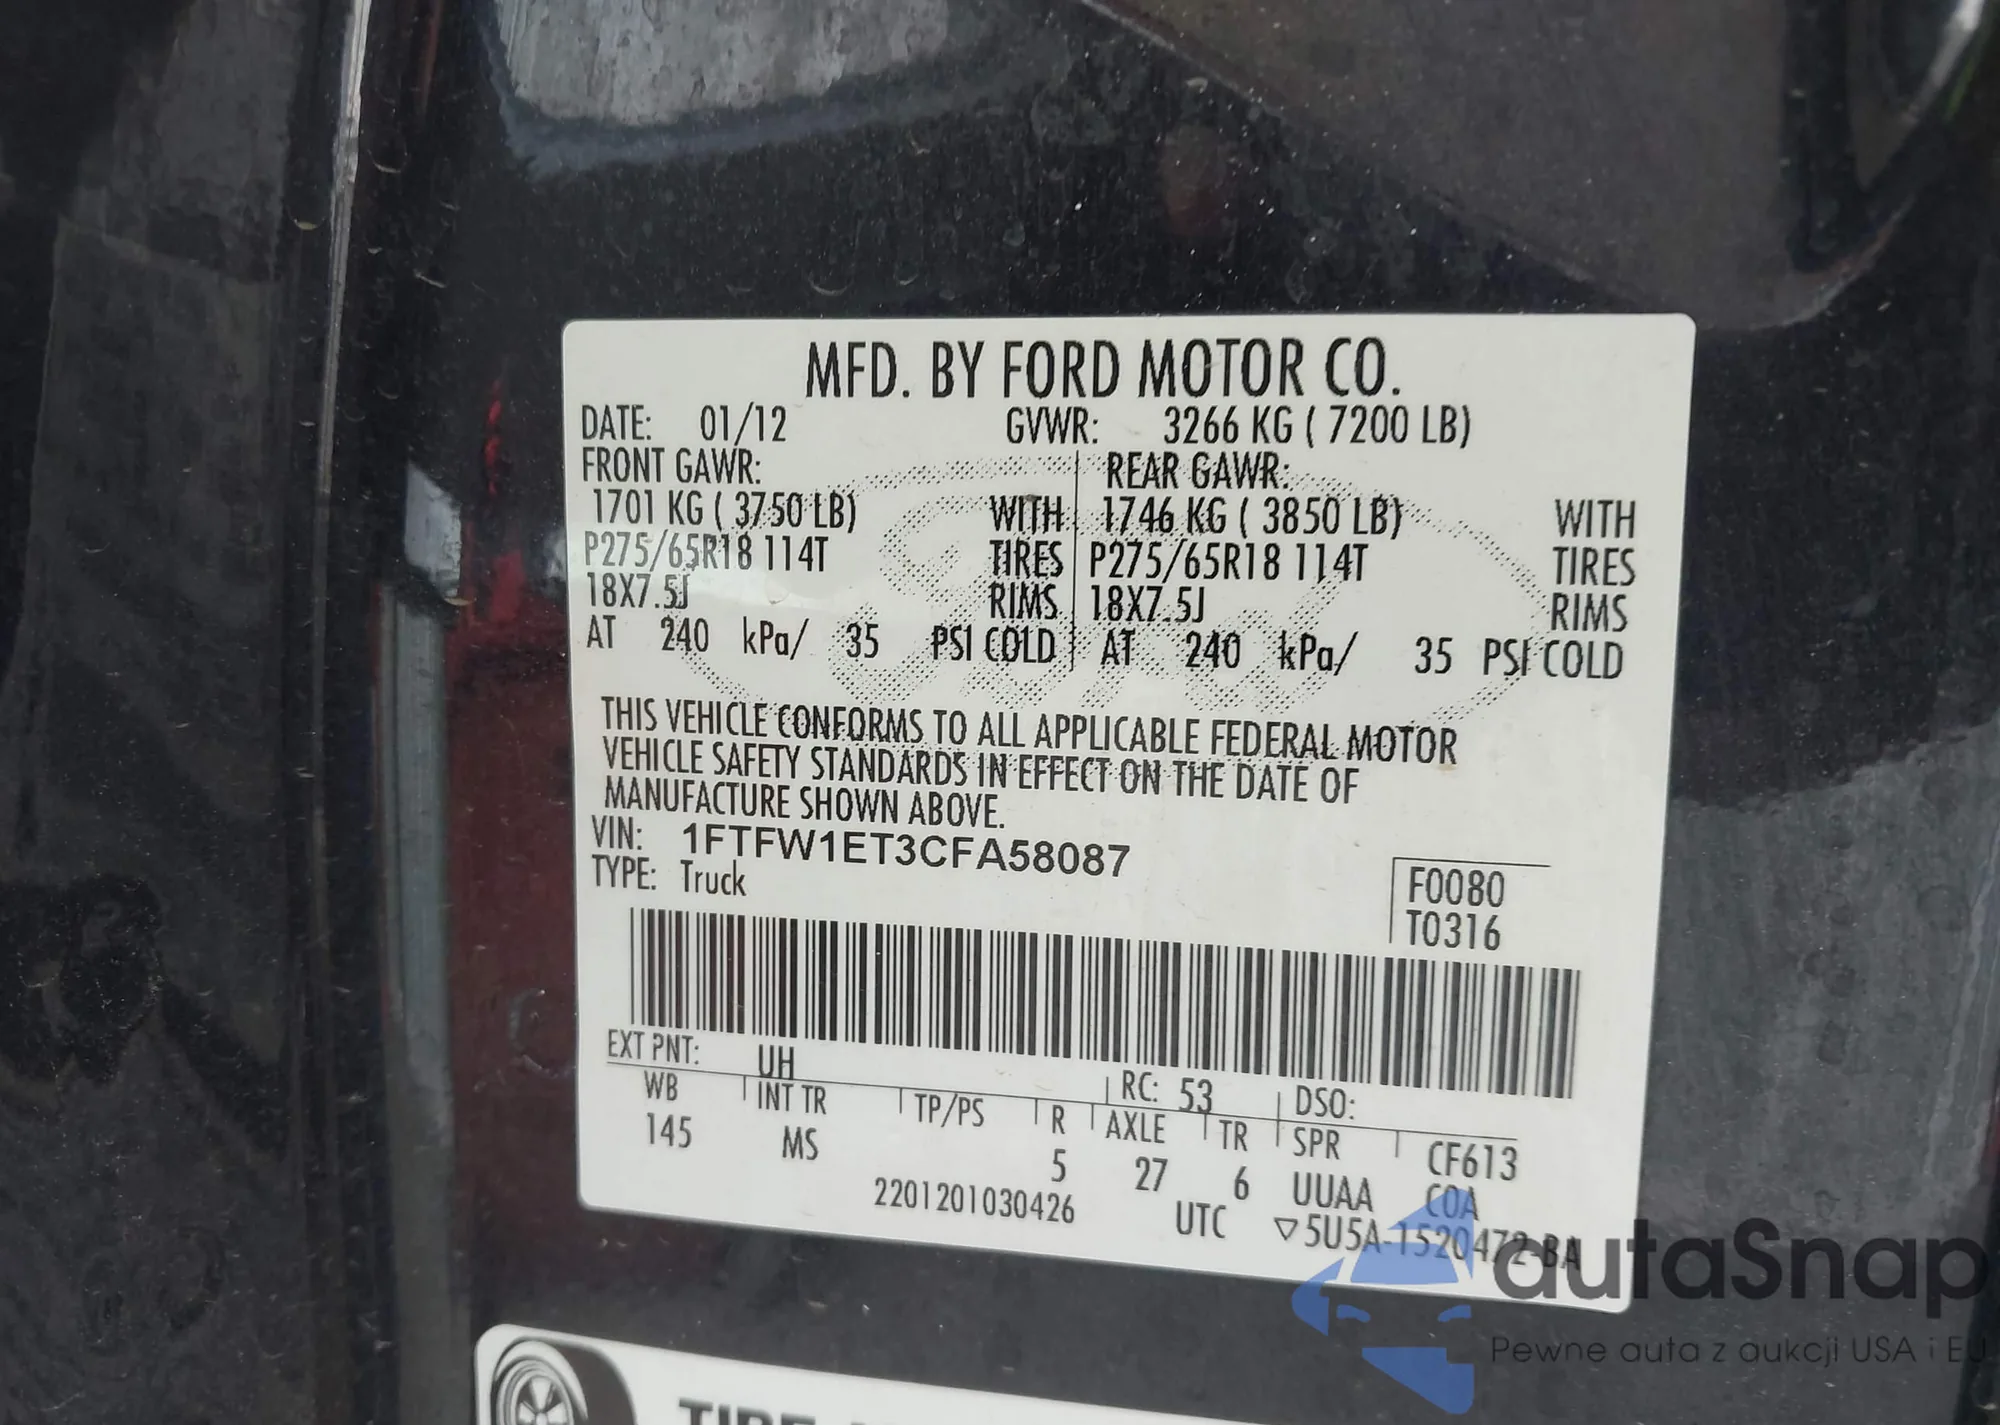 MFD. BY FORD MOTOR CO.
DATE: 01/12 GVWR: 3266 KG ( 7200 LB)
FRONT GAWR: REAR GAWR:
1701 KG ( 3750 LB) WITH 1746 KG ( 3850 LB) WITH
P275/65R18 114T TIRES P275/65R18 114T TIRES
18X7.5J RIMS 18X7.5J RIMS
AT 240 kPa/ 35 PSI COLD AT 240 kPa/ 35 PSI COLD
THIS VEHICLE CONFORMS TO ALL APPLICABLE FEDERAL MOTOR
VEHICLE SAFETY STANDARDS IN EFFECT ON THE DATE OF
MANUFACTURE SHOWN ABOVE.
VIN: 1FTFW1ET3CFA58087
TYPE: Truck
F0080
T0316
EXT PNT: UH RC: 53 DSO:
WB INT TR TP/PS R AXLE TR SPR CF613
145 MS 5 27 6 UUAA C0A
2201201030426 UTC ▽5U5A-1520472-BA
autaSnap
Pewne auta z aukcji USA i EU